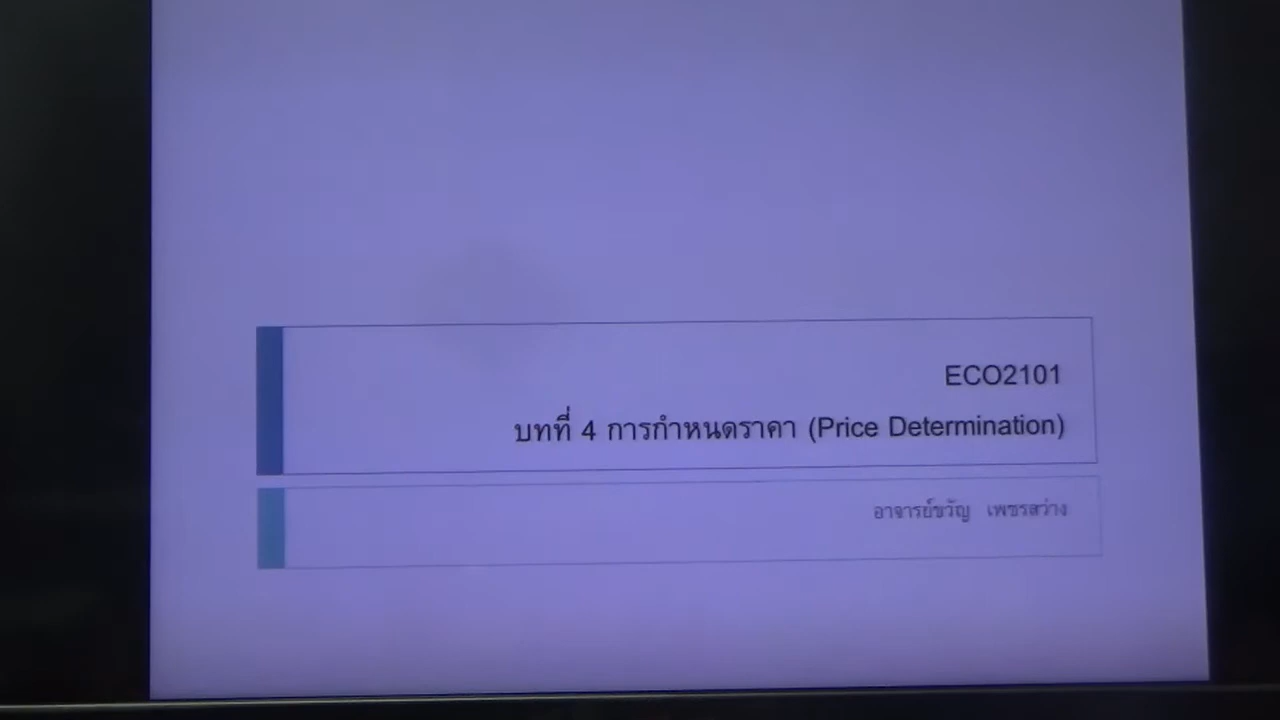 ECO2101
บทที่ 4 การกำหนดราคา (Price Determination)
อาจารย์ขวัญ เพชรสว่าง